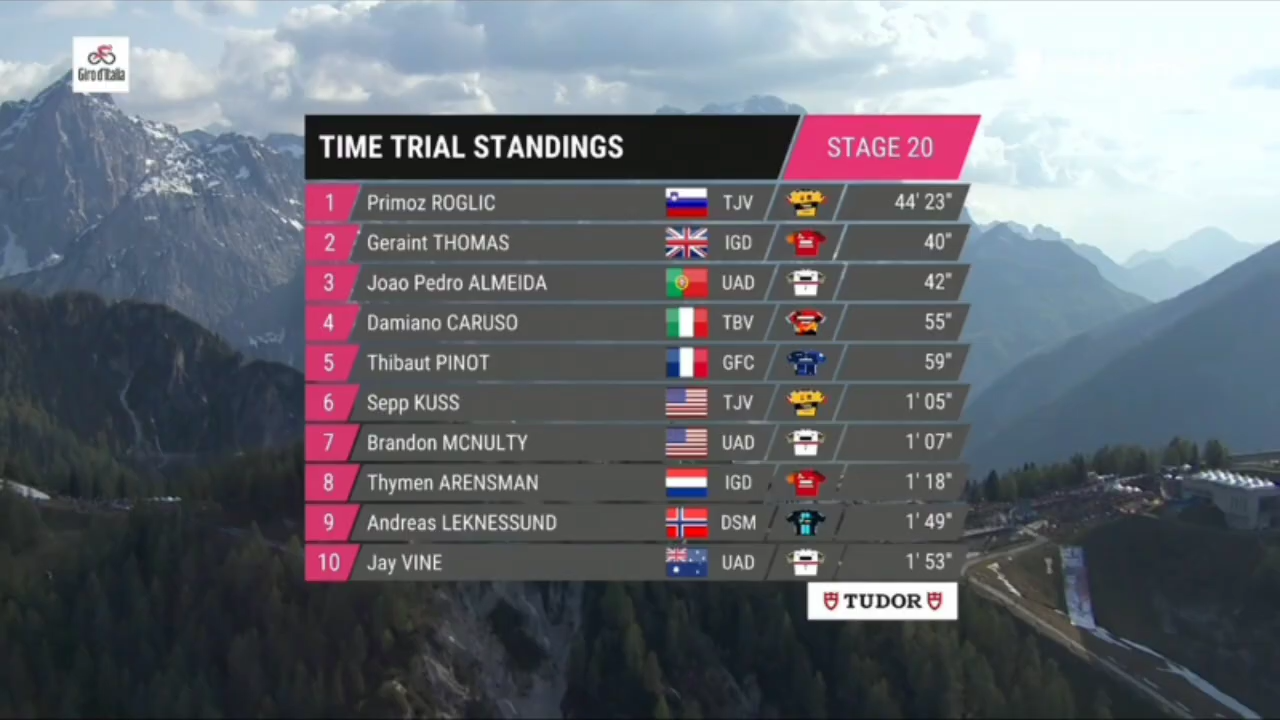 Giro d'Italia
TIME TRIAL STANDINGS STAGE 20
1 Primoz ROGLIC TJV 44' 23"
2 Geraint THOMAS IGD 40"
3 Joao Pedro ALMEIDA UAD 42"
4 Damiano CARUSO TBV 55"
5 Thibaut PINOT GFC 59"
6 Sepp KUSS TJV 1' 05"
7 Brandon MCNULTY UAD 1' 07"
8 Thymen ARENSMAN IGD 1' 18"
9 Andreas LEKNESSUND DSM 1' 49"
10 Jay VINE UAD 1' 53"
TUDOR